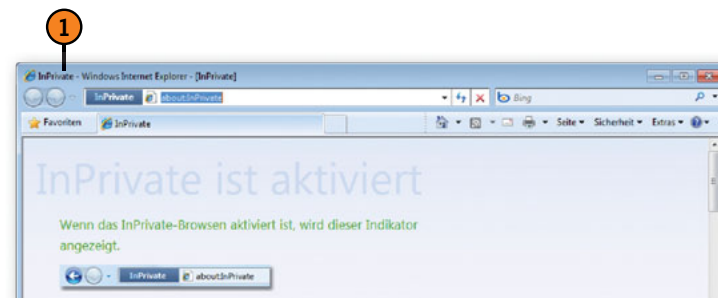 1
InPrivate - Windows Internet Explorer - [InPrivate]
InPrivate about:InPrivate Bing
Favoriten InPrivate Seite Sicherheit Extras
InPrivate ist aktiviert
Wenn das InPrivate-Browsen aktiviert ist, wird dieser Indikator
angezeigt.
InPrivate about:InPrivate